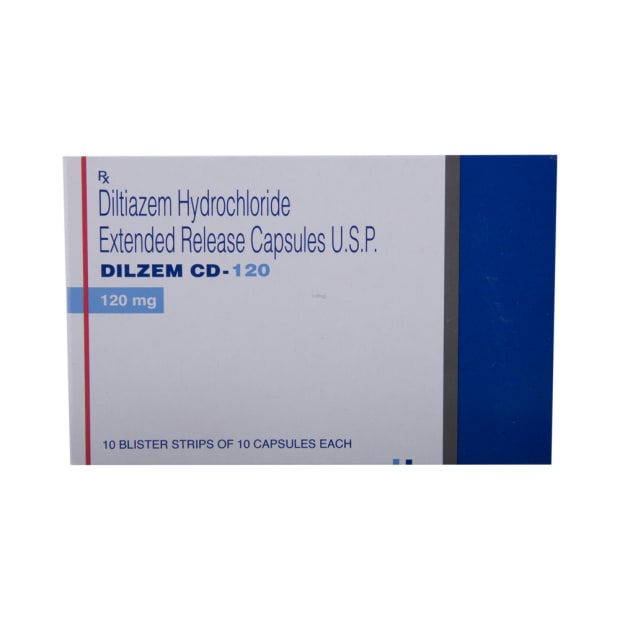 Rx
Diltiazem Hydrochloride
Extended Release Capsules U.S.P.
DILZEM CD-120
120 mg
10 BLISTER STRIPS OF 10 CAPSULES EACH